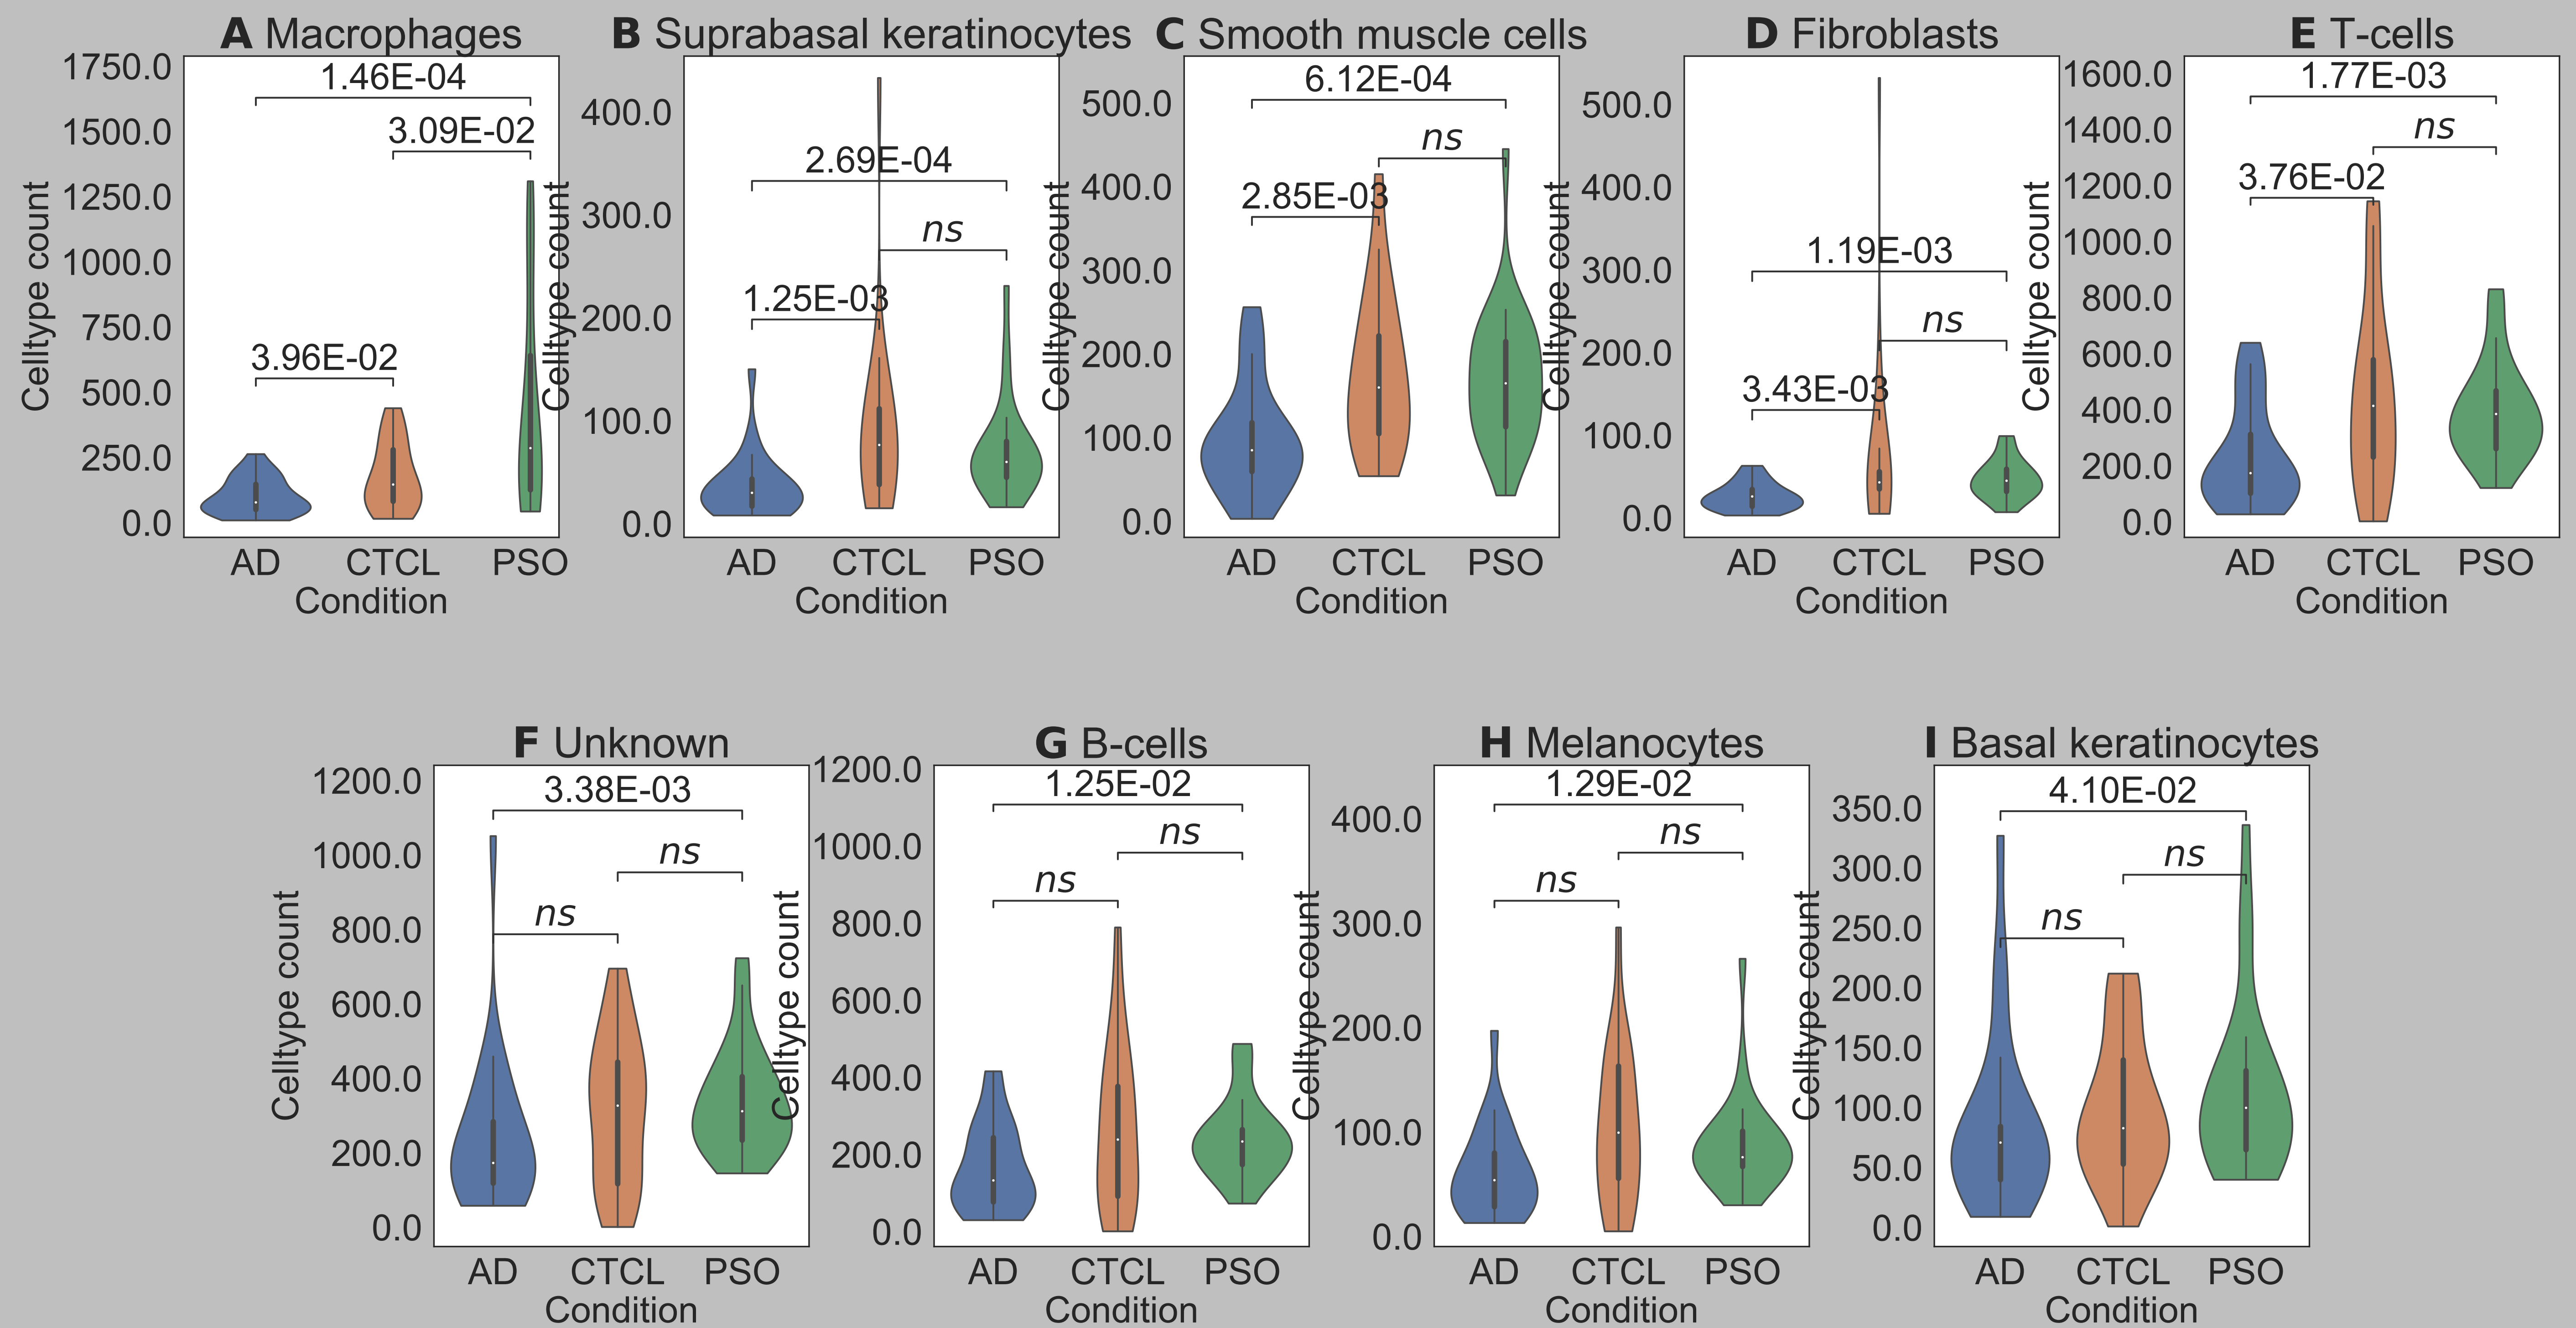 A Macrophages
1750.0
1500.0
1250.0
1000.0
750.0
500.0
250.0
0.0
Celltype count
1.46E-04
3.09E-02
3.96E-02
AD CTCL PSO
Condition
B Suprabasal keratinocytes
400.0
300.0
200.0
100.0
0.0
Celltype count
2.69E-04
ns
1.25E-03
AD CTCL PSO
Condition
C Smooth muscle cells
500.0
400.0
300.0
200.0
100.0
0.0
Celltype count
6.12E-04
ns
2.85E-03
AD CTCL PSO
Condition
D Fibroblasts
500.0
400.0
300.0
200.0
100.0
0.0
Celltype count
1.19E-03
ns
3.43E-03
AD CTCL PSO
Condition
E T-cells
1600.0
1400.0
1200.0
1000.0
800.0
600.0
400.0
200.0
0.0
Celltype count
1.77E-03
ns
3.76E-02
AD CTCL PSO
Condition
F Unknown
1200.0
1000.0
800.0
600.0
400.0
200.0
0.0
Celltype count
3.38E-03
ns
ns
AD CTCL PSO
Condition
G B-cells
1200.0
1000.0
800.0
600.0
400.0
200.0
0.0
Celltype count
1.25E-02
ns
ns
AD CTCL PSO
Condition
H Melanocytes
400.0
300.0
200.0
100.0
0.0
Celltype count
1.29E-02
ns
ns
AD CTCL PSO
Condition
I Basal keratinocytes
350.0
300.0
250.0
200.0
150.0
100.0
50.0
0.0
Celltype count
4.10E-02
ns
ns
AD CTCL PSO
Condition